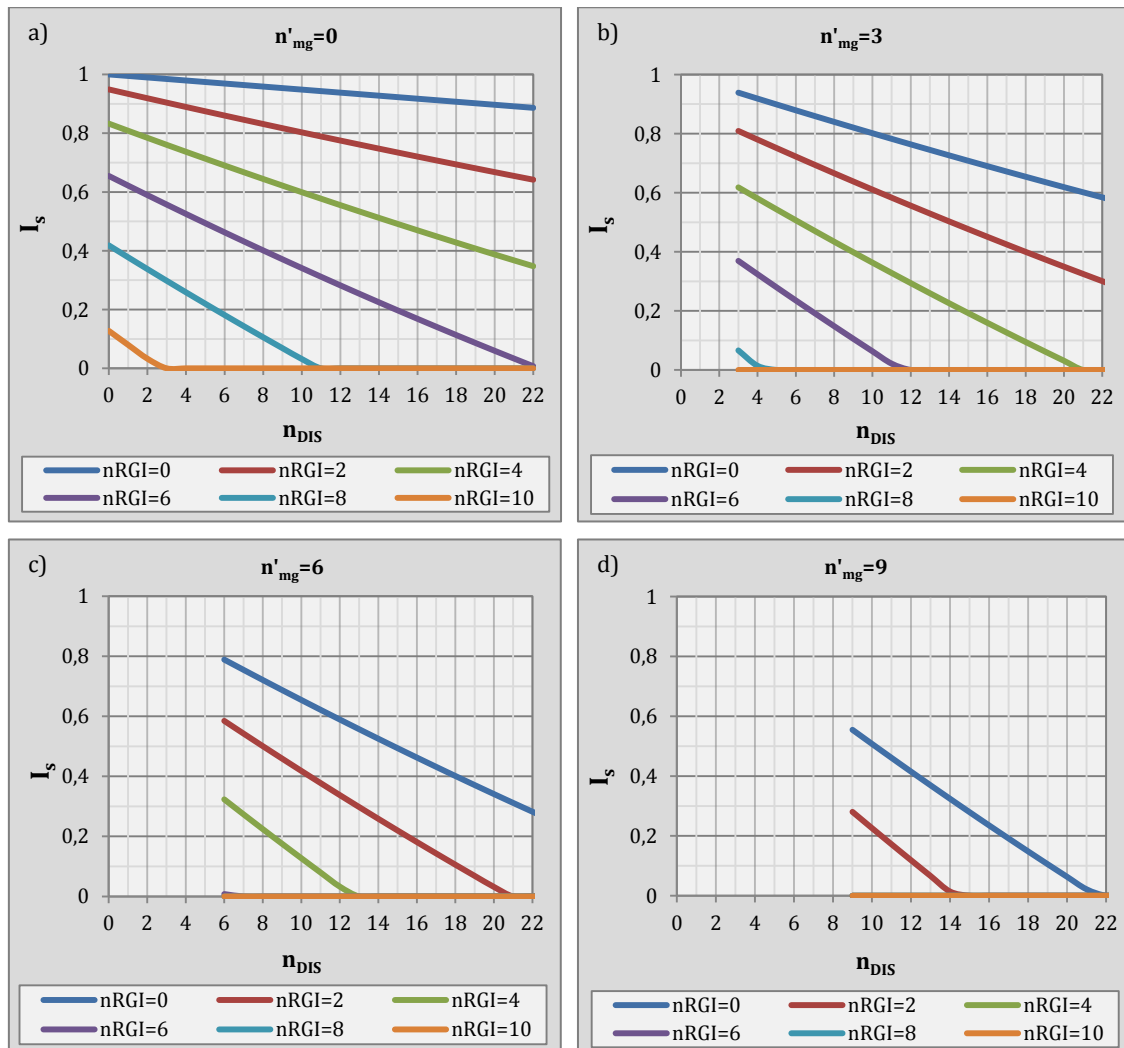 a)
n'mg=0
1
0,8
0,6
0,4
0,2
0
Is
0 2 4 6 8 10 12 14 16 18 20 22
nDIS
nRGI=0 nRGI=2 nRGI=4
nRGI=6 nRGI=8 nRGI=10
b)
n'mg=3
1
0,8
0,6
0,4
0,2
0
Is
0 2 4 6 8 10 12 14 16 18 20 22
nDIS
nRGI=0 nRGI=2 nRGI=4
nRGI=6 nRGI=8 nRGI=10
c)
n'mg=6
1
0,8
0,6
0,4
0,2
0
Is
0 2 4 6 8 10 12 14 16 18 20 22
nDIS
nRGI=0 nRGI=2 nRGI=4
nRGI=6 nRGI=8 nRGI=10
d)
n'mg=9
1
0,8
0,6
0,4
0,2
0
Is
0 2 4 6 8 10 12 14 16 18 20 22
nDIS
nRGI=0 nRGI=2 nRGI=4
nRGI=6 nRGI=8 nRGI=10